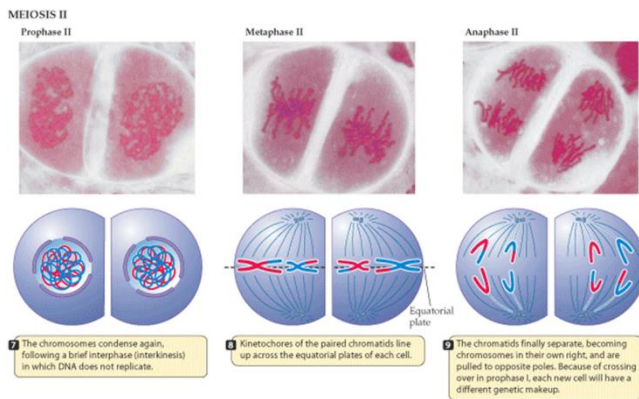 MEIOSIS II
Prophase II
Metaphase II
Anaphase II
Equatorial
plate
7 The chromosomes condense again,
following a brief interphase (interkinesis)
in which DNA does not replicate.
8 Kinetochores of the paired chromatids line
up across the equatorial plates of each cell.
9 The chromatids finally separate, becoming
chromosomes in their own right, and are
pulled to opposite poles. Because of crossing
over in prophase I, each new cell will have a
different genetic makeup.